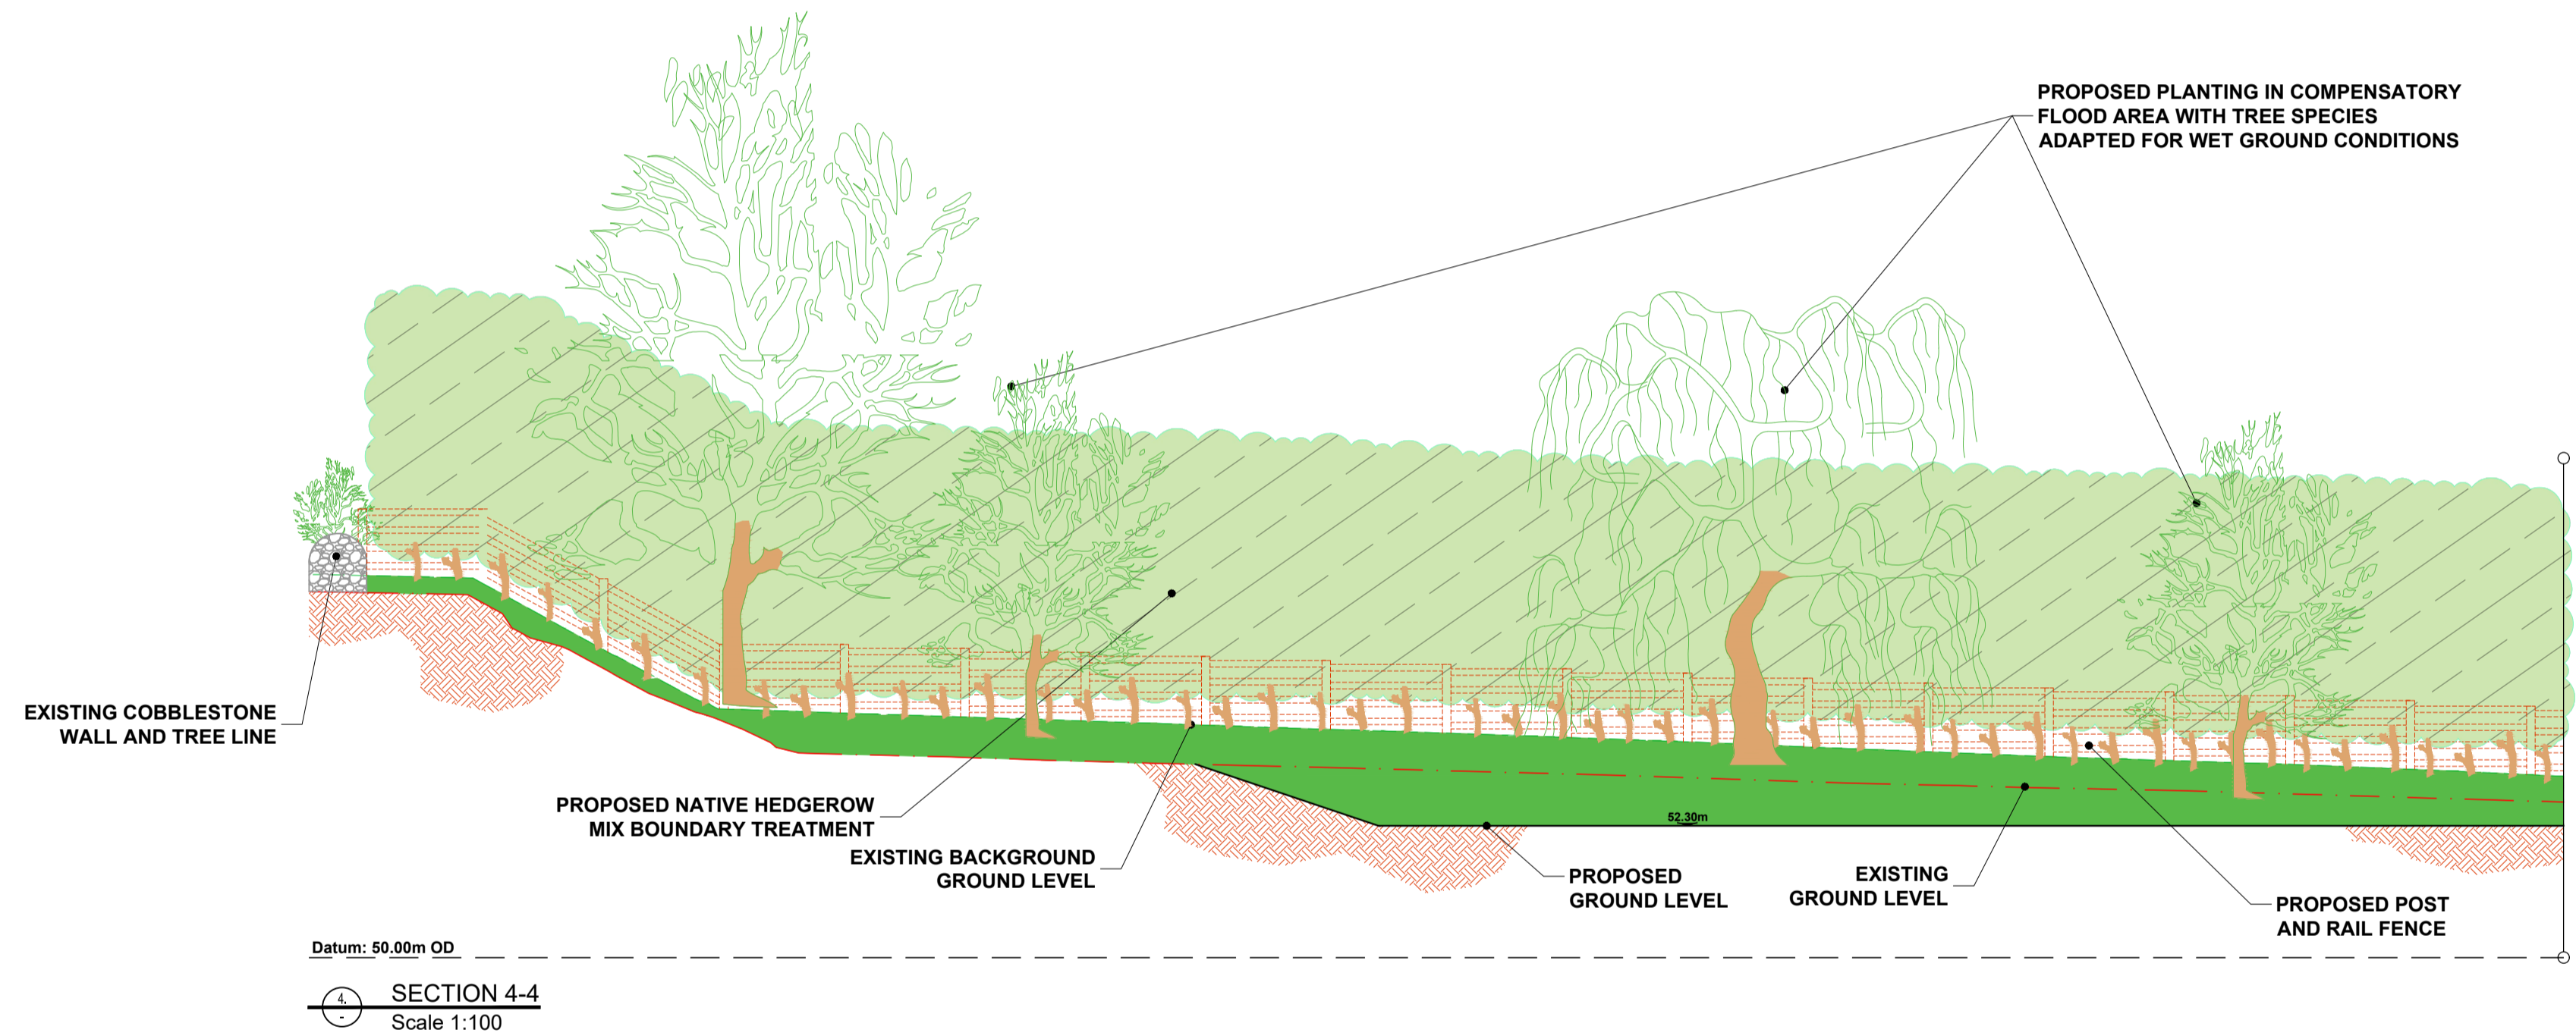 PROPOSED PLANTING IN COMPENSATORY
FLOOD AREA WITH TREE SPECIES
ADAPTED FOR WET GROUND CONDITIONS
EXISTING COBBLESTONE
WALL AND TREE LINE
PROPOSED NATIVE HEDGEROW
MIX BOUNDARY TREATMENT
EXISTING BACKGROUND
GROUND LEVEL
52.30m
PROPOSED
GROUND LEVEL
EXISTING
GROUND LEVEL
PROPOSED POST
AND RAIL FENCE
Datum: 50.00m OD
4.
-
SECTION 4-4
Scale 1:100